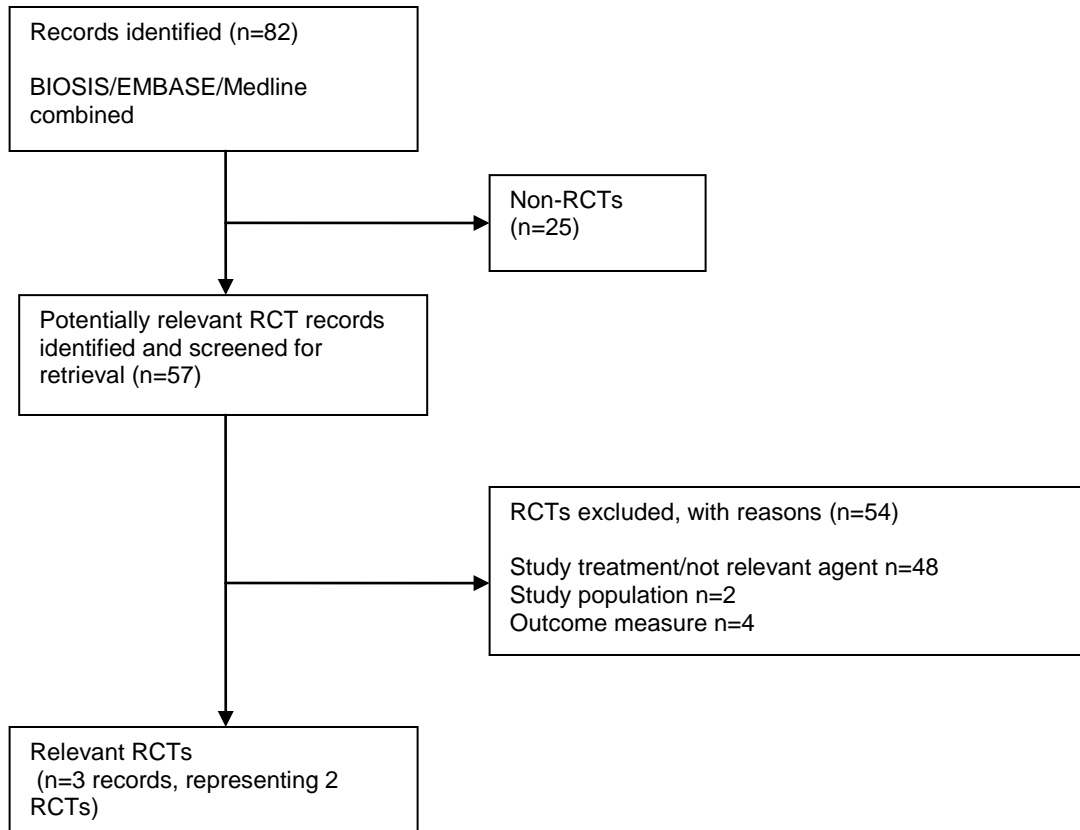 Records identified (n=82)
BIOSIS/EMBASE/Medline
combined
Non-RCTs
(n=25)
Potentially relevant RCT records
identified and screened for
retrieval (n=57)
RCTs excluded, with reasons (n=54)
Study treatment/not relevant agent n=48
Study population n=2
Outcome measure n=4
Relevant RCTs
(n=3 records, representing 2
RCTs)